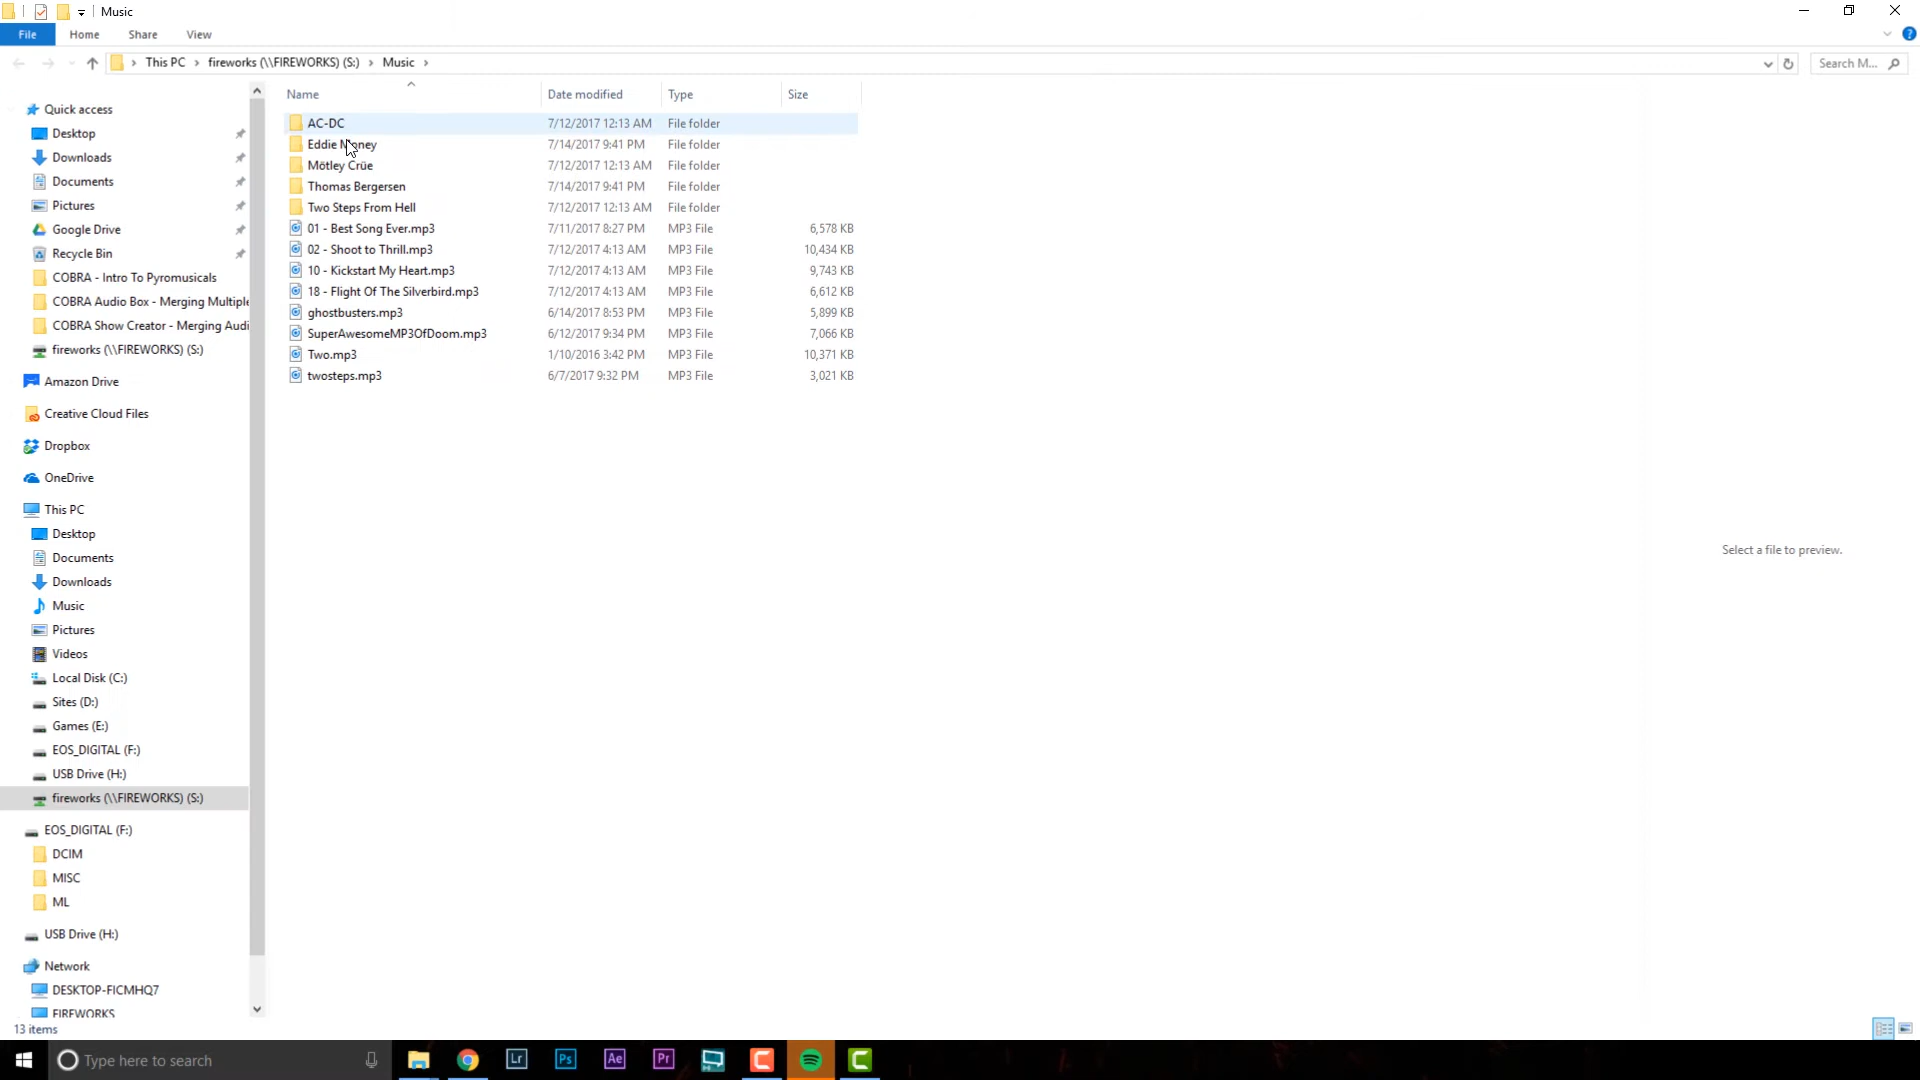 Music
File Home Share View
This PC fireworks (\\FIREWORKS) (S:) Music Search M...
Name Date modified Type Size
AC-DC 7/12/2017 12:13 AM File folder
Eddie Money 7/14/2017 9:41 PM File folder
Mötley Crüe 7/12/2017 12:13 AM File folder
Thomas Bergersen 7/14/2017 9:41 PM File folder
Two Steps From Hell 7/12/2017 12:13 AM File folder
01 - Best Song Ever.mp3 7/11/2017 8:27 PM MP3 File 6,578 KB
02 - Shoot to Thrill.mp3 7/12/2017 4:13 AM MP3 File 10,434 KB
10 - Kickstart My Heart.mp3 7/12/2017 4:13 AM MP3 File 9,743 KB
18 - Flight Of The Silverbird.mp3 7/12/2017 4:13 AM MP3 File 6,612 KB
ghostbusters.mp3 6/14/2017 8:53 PM MP3 File 5,899 KB
SuperAwesomeMP3OfDoom.mp3 6/12/2017 9:34 PM MP3 File 7,066 KB
Two.mp3 1/10/2016 3:42 PM MP3 File 10,371 KB
twosteps.mp3 6/7/2017 9:32 PM MP3 File 3,021 KB
Quick access
Desktop
Downloads
Documents
Pictures
Google Drive
Recycle Bin
COBRA - Intro To Pyromusicals
COBRA Audio Box - Merging Multiple
COBRA Show Creator - Merging Audi
fireworks (\\FIREWORKS) (S:)
Amazon Drive
Creative Cloud Files
Dropbox
OneDrive
This PC
Desktop
Documents
Downloads
Music
Pictures
Videos
Local Disk (C:)
Sites (D:)
Games (E:)
EOS_DIGITAL (F:)
USB Drive (H:)
fireworks (\\FIREWORKS) (S:)
EOS_DIGITAL (F:)
DCIM
MISC
ML
USB Drive (H:)
Network
DESKTOP-FICMHQ7
FIREWORKS
Select a file to preview.
13 items
Type here to search
Lr Ps Ae Pr